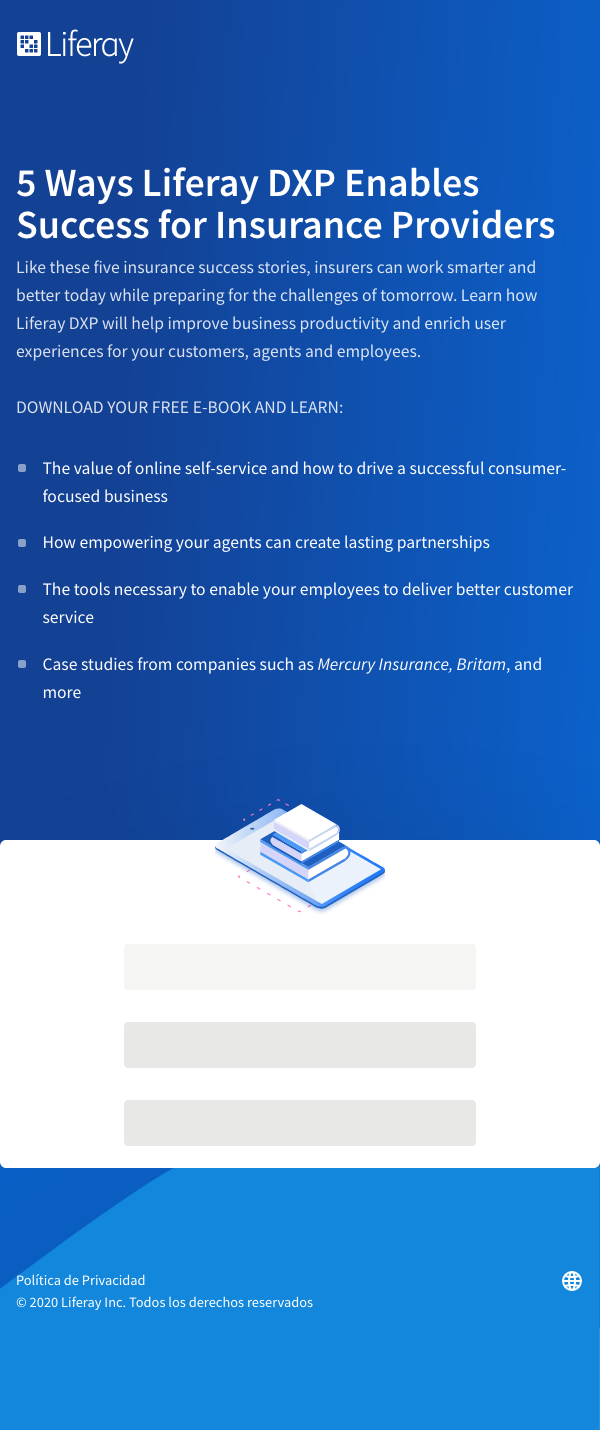 Liferay
5 Ways Liferay DXP Enables
Success for Insurance Providers
Like these five insurance success stories, insurers can work smarter and
better today while preparing for the challenges of tomorrow. Learn how
Liferay DXP will help improve business productivity and enrich user
experiences for your customers, agents and employees.
DOWNLOAD YOUR FREE E-BOOK AND LEARN:
The value of online self-service and how to drive a successful consumer-
focused business
How empowering your agents can create lasting partnerships
The tools necessary to enable your employees to deliver better customer
service
Case studies from companies such as Mercury Insurance, Britam, and
more
Política de Privacidad
© 2020 Liferay Inc. Todos los derechos reservados